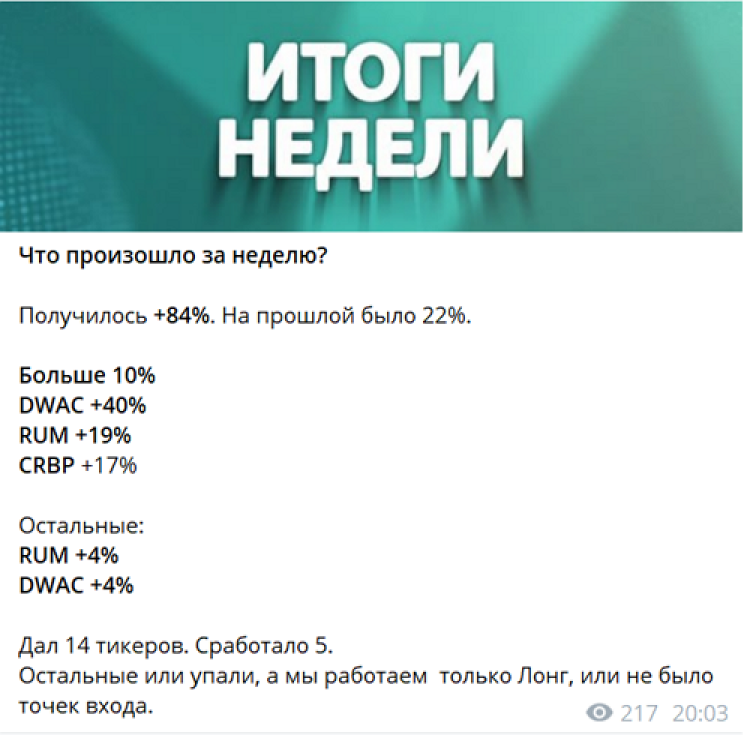 ИТОГИ
НЕДЕЛИ
Что произошло за неделю?
Получилось +84%. На прошлой было 22%.
Больше 10%
DWAC +40%
RUM +19%
CRBP +17%
Остальные:
RUM +4%
DWAC +4%
Дал 14 тикеров. Сработало 5.
Остальные или упали, а мы работаем только Лонг, или не было
точек входа.
217 20:03